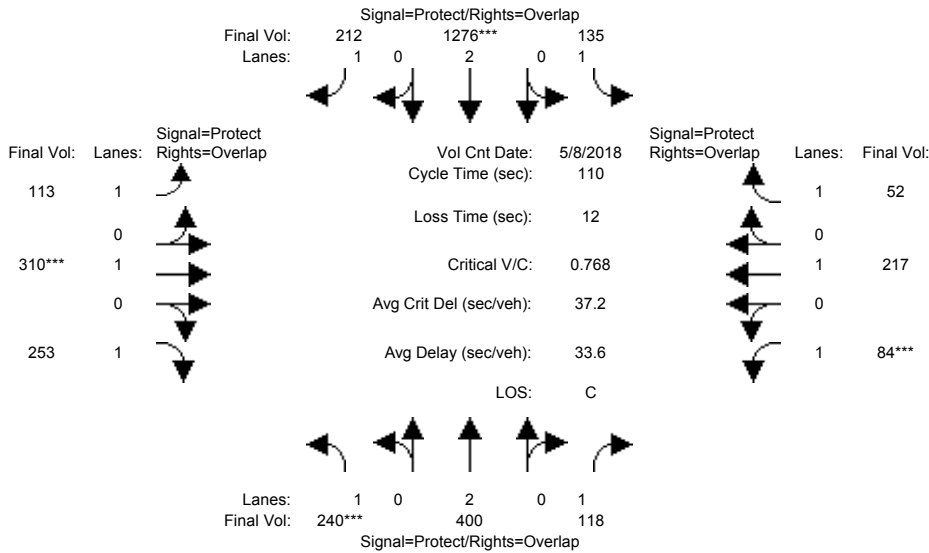 Signal=Protect/Rights=Overlap
Final Vol: 212 1276*** 135
Lanes: 1 0 2 0 1
Signal=Protect Signal=Protect
Final Vol: Lanes: Rights=Overlap Vol Cnt Date: 5/8/2018 Rights=Overlap Lanes: Final Vol:
Cycle Time (sec): 110
113 1 1 52
Loss Time (sec): 12
0 0
310*** 1 Critical V/C: 0.768 1 217
0 Avg Crit Del (sec/veh): 37.2 0
253 1 Avg Delay (sec/veh): 33.6 1 84***
LOS: C
Lanes: 1 0 2 0 1
Final Vol: 240*** 400 118
Signal=Protect/Rights=Overlap